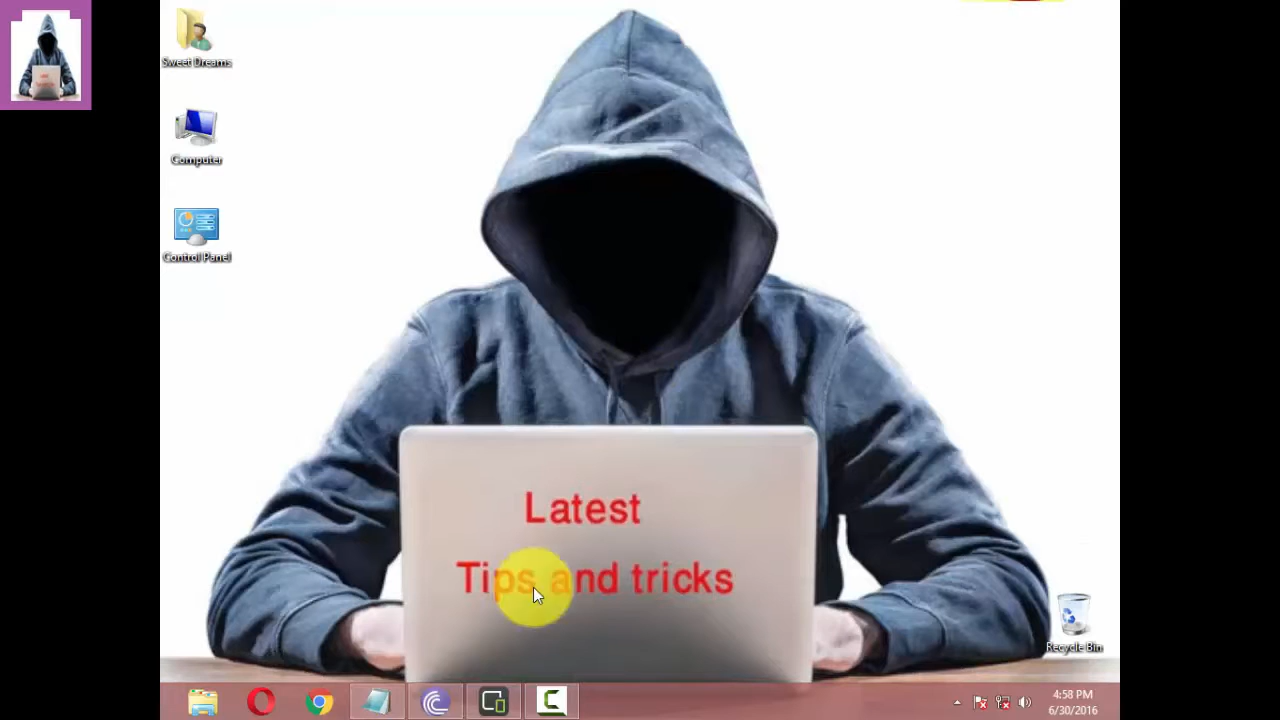 Sweet Dreams
Computer
Control Panel
Latest
Tips and tricks
Recycle Bin
4:58 PM
6/30/2016